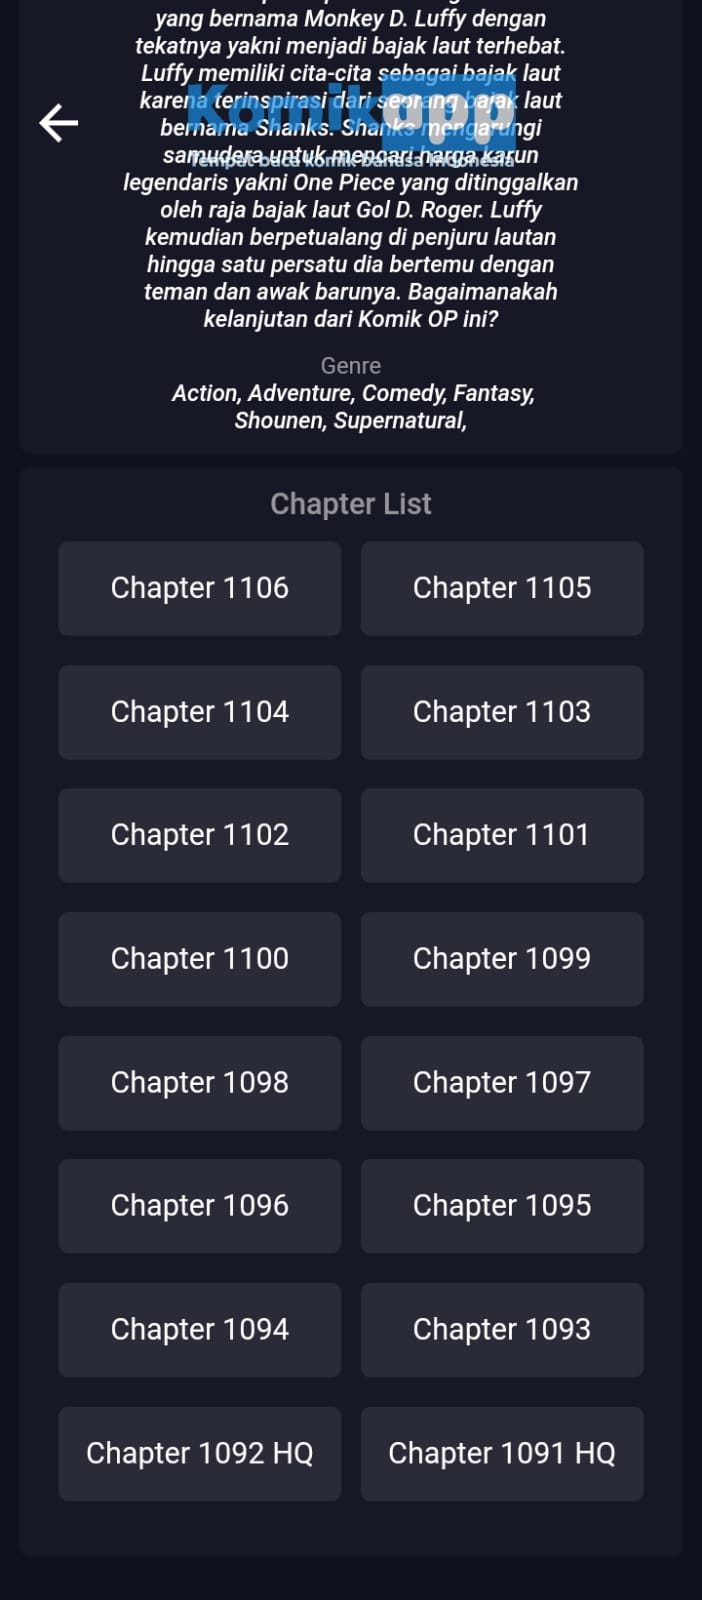 yang bernama Monkey D. Luffy dengan
tekatnya yakni menjadi bajak laut terhebat.
Luffy memiliki cita-cita sebagai bajak laut
karena terinspirasi dari seorang bajak laut
bernama Shanks. Shanks mengarungi
samudera untuk mencari harga karun
legendaris yakni One Piece yang ditinggalkan
oleh raja bajak laut Gol D. Roger. Luffy
kemudian berpetualang di penjuru lautan
hingga satu persatu dia bertemu dengan
teman dan awak barunya. Bagaimanakah
kelanjutan dari Komik OP ini?
Komikapp
Tempat baca komik bahasa Indonesia
Genre
Action, Adventure, Comedy, Fantasy,
Shounen, Supernatural,
Chapter List
Chapter 1106
Chapter 1105
Chapter 1104
Chapter 1103
Chapter 1102
Chapter 1101
Chapter 1100
Chapter 1099
Chapter 1098
Chapter 1097
Chapter 1096
Chapter 1095
Chapter 1094
Chapter 1093
Chapter 1092 HQ
Chapter 1091 HQ